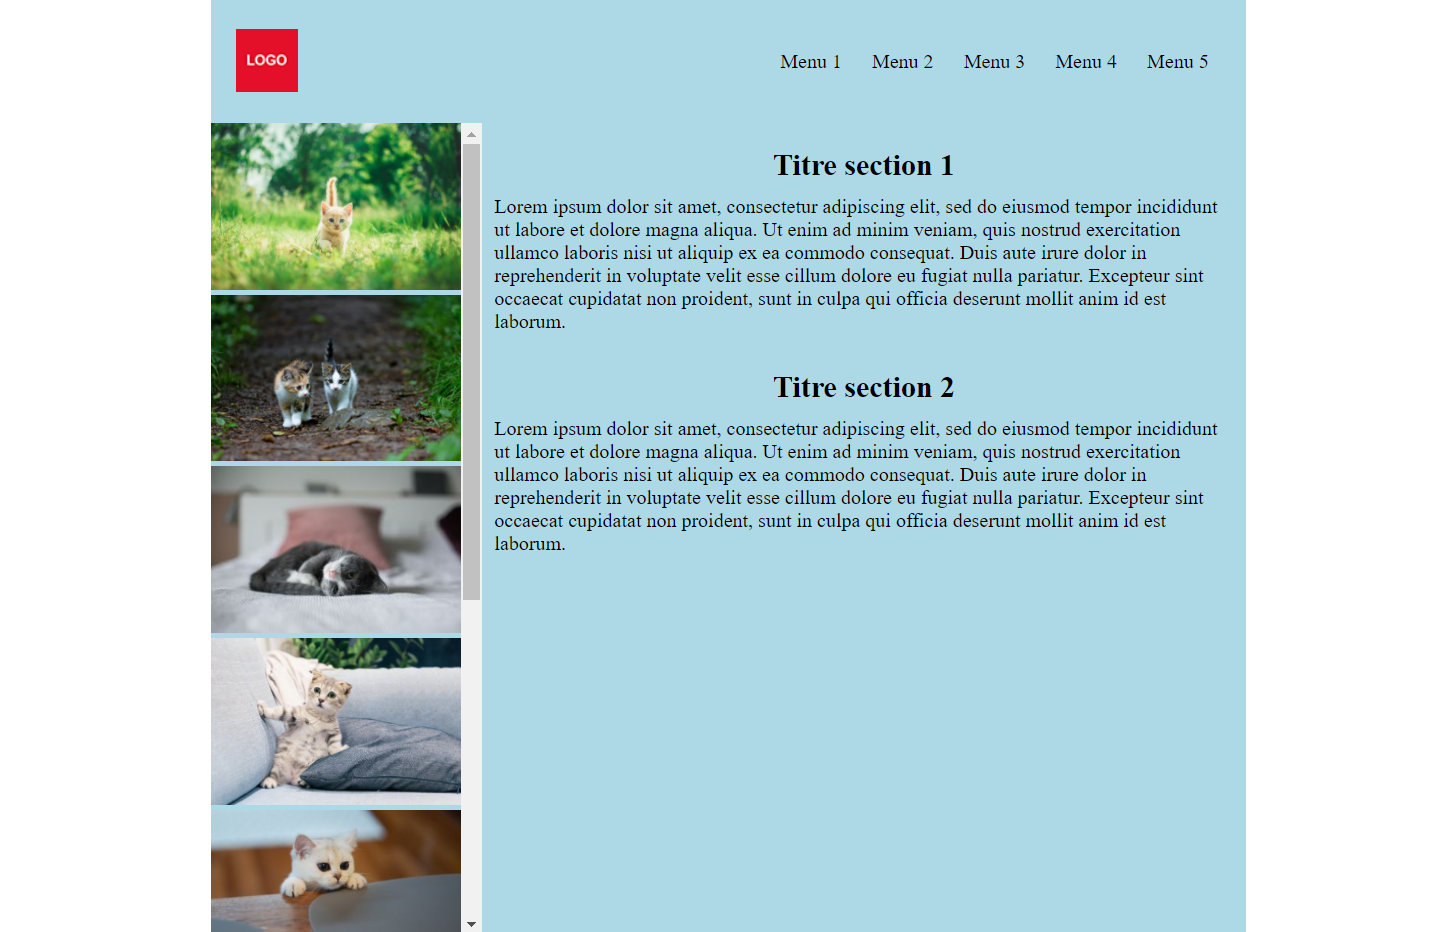 LOGO
Menu 1 Menu 2 Menu 3 Menu 4 Menu 5
Titre section 1
Lorem ipsum dolor sit amet, consectetur adipiscing elit, sed do eiusmod tempor incididunt
ut labore et dolore magna aliqua. Ut enim ad minim veniam, quis nostrud exercitation
ullamco laboris nisi ut aliquip ex ea commodo consequat. Duis aute irure dolor in
reprehenderit in voluptate velit esse cillum dolore eu fugiat nulla pariatur. Excepteur sint
occaecat cupidatat non proident, sunt in culpa qui officia deserunt mollit anim id est
laborum.
Titre section 2
Lorem ipsum dolor sit amet, consectetur adipiscing elit, sed do eiusmod tempor incididunt
ut labore et dolore magna aliqua. Ut enim ad minim veniam, quis nostrud exercitation
ullamco laboris nisi ut aliquip ex ea commodo consequat. Duis aute irure dolor in
reprehenderit in voluptate velit esse cillum dolore eu fugiat nulla pariatur. Excepteur sint
occaecat cupidatat non proident, sunt in culpa qui officia deserunt mollit anim id est
laborum.